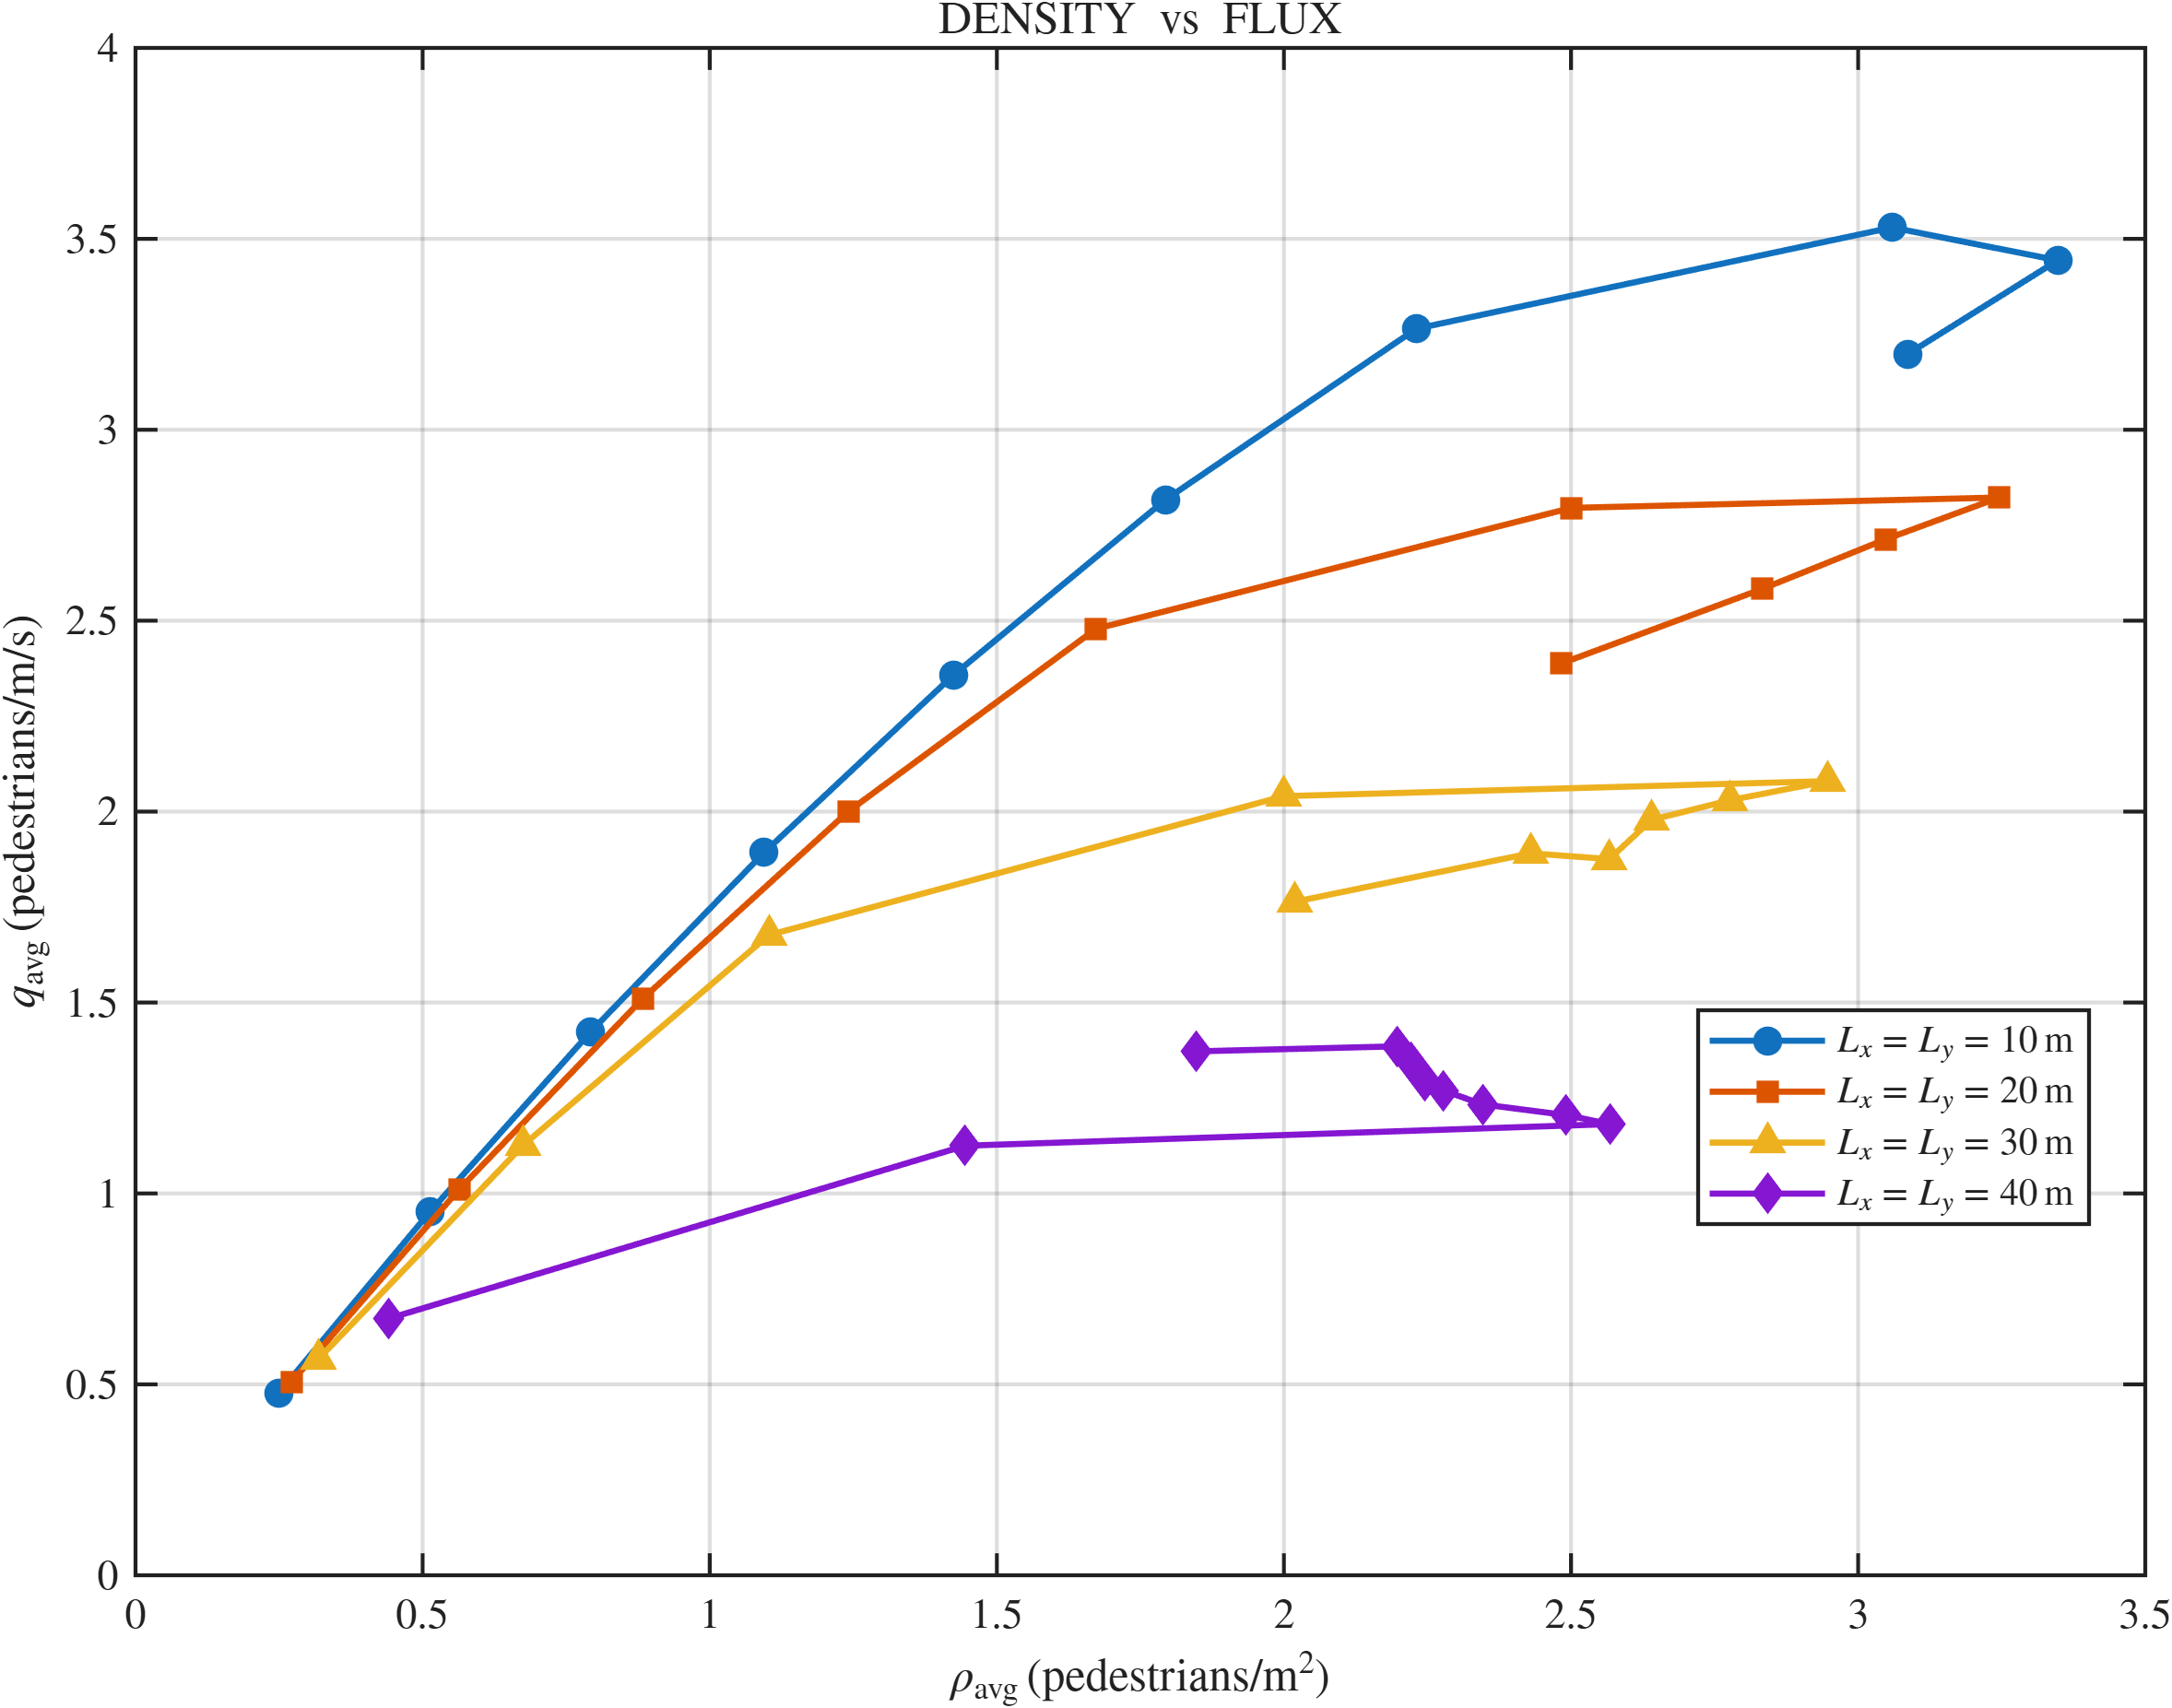 DENSITY vs FLUX
4
3.5
3
2.5
2
1.5
1
0.5
0
q_avg (pedestrians/m/s)
L_x = L_y = 10 m
L_x = L_y = 20 m
L_x = L_y = 30 m
L_x = L_y = 40 m
0 0.5 1 1.5 2 2.5 3 3.5
ρ_avg (pedestrians/m²)